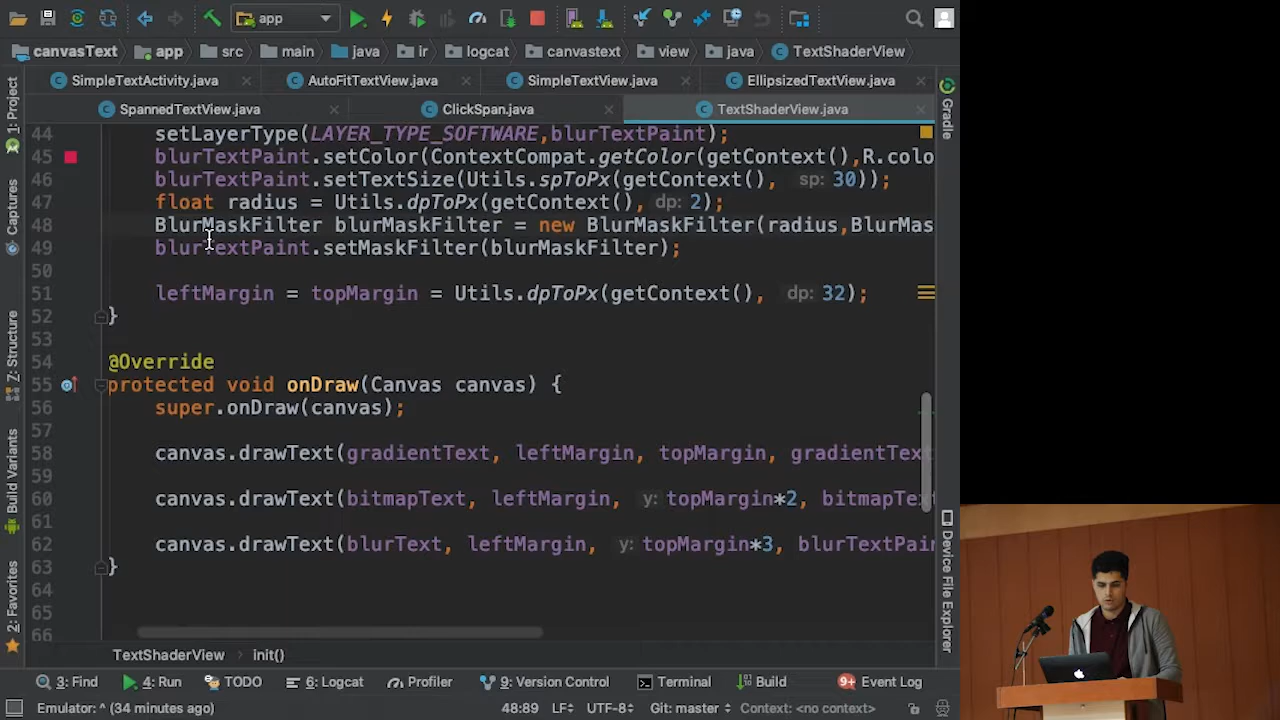 app
canvasText app src main java ir logcat canvastext view java TextShaderView
SimpleTextActivity.java AutoFitTextView.java SimpleTextView.java EllipsizedTextView.java
SpannedTextView.java ClickSpan.java TextShaderView.java
44 setLayerType(LAYER_TYPE_SOFTWARE,blurTextPaint);
45 blurTextPaint.setColor(ContextCompat.getColor(getContext(),R.colo
46 blurTextPaint.setTextSize(Utils.spToPx(getContext(), sp: 30));
47 float radius = Utils.dpToPx(getContext(), dp: 2);
48 BlurMaskFilter blurMaskFilter = new BlurMaskFilter(radius,BlurMas
49 blurTextPaint.setMaskFilter(blurMaskFilter);
50
51 leftMargin = topMargin = Utils.dpToPx(getContext(), dp: 32);
52 }
53
54 @Override
55 protected void onDraw(Canvas canvas) {
56 super.onDraw(canvas);
57
58 canvas.drawText(gradientText, leftMargin, topMargin, gradientText
59
60 canvas.drawText(bitmapText, leftMargin, y: topMargin*2, bitmapTex
61
62 canvas.drawText(blurText, leftMargin, y: topMargin*3, blurTextPain
63 }
64
65
66
TextShaderView › init()
3: Find 4: Run TODO 6: Logcat Profiler 9: Version Control Terminal Build 9+ Event Log
Emulator: ^ (34 minutes ago) 48:89 LF UTF-8 Git: master Context: <no context>
1: Project
Captures
Z: Structure
Build Variants
2: Favorites
Gradle
Device File Explorer